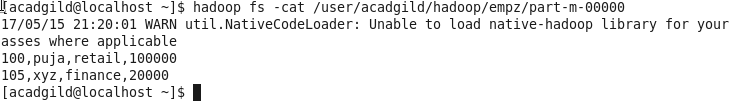 [acadgild@localhost ~]$ hadoop fs -cat /user/acadgild/hadoop/empz/part-m-00000
17/05/15 21:20:01 WARN util.NativeCodeLoader: Unable to load native-hadoop library for your
asses where applicable
100,puja,retail,100000
105,xyz,finance,20000
[acadgild@localhost ~]$